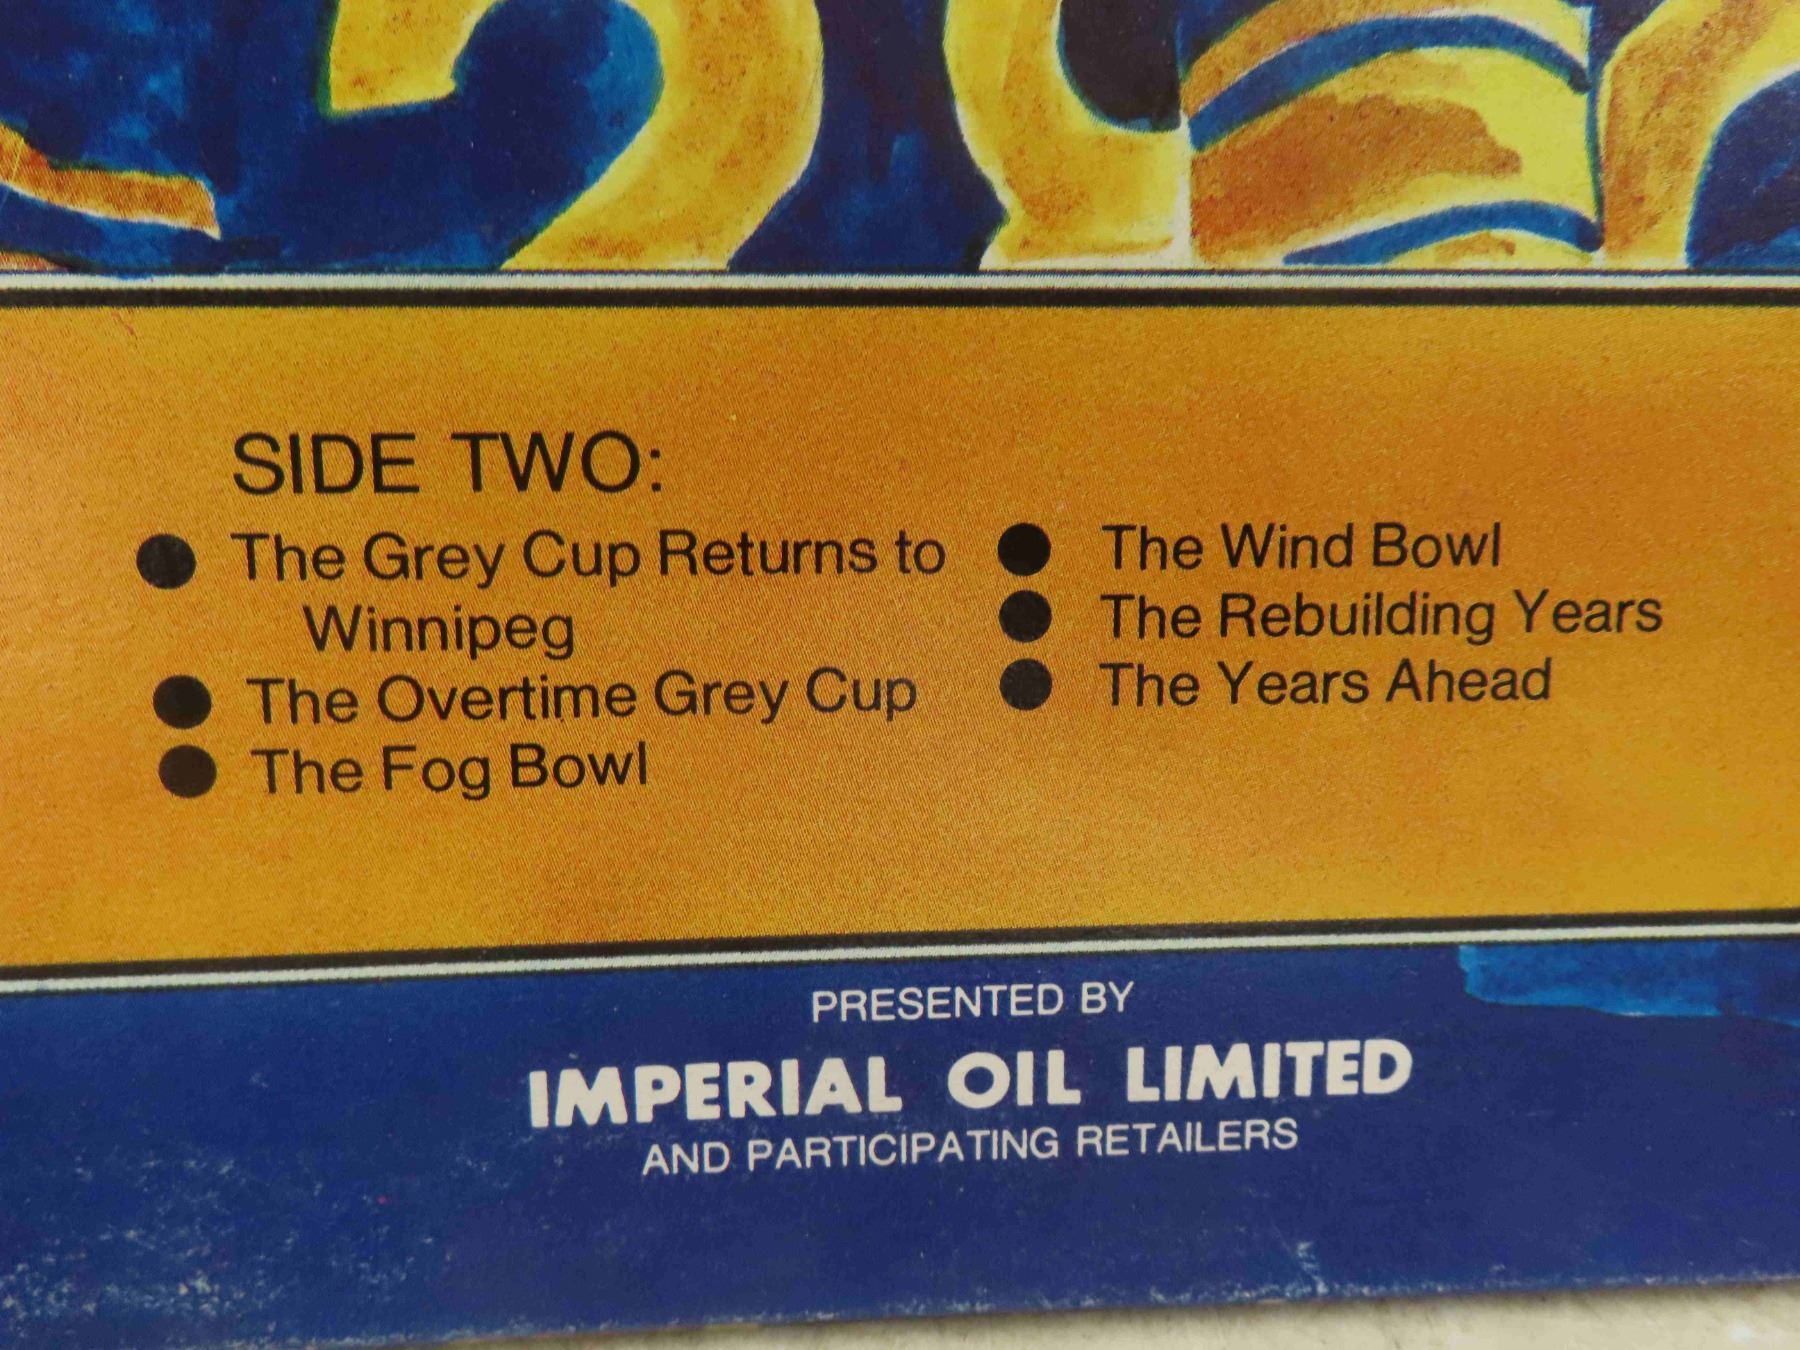 SIDE TWO:
● The Grey Cup Returns to
Winnipeg
● The Overtime Grey Cup
● The Fog Bowl
● The Wind Bowl
● The Rebuilding Years
● The Years Ahead
PRESENTED BY
IMPERIAL OIL LIMITED
AND PARTICIPATING RETAILERS